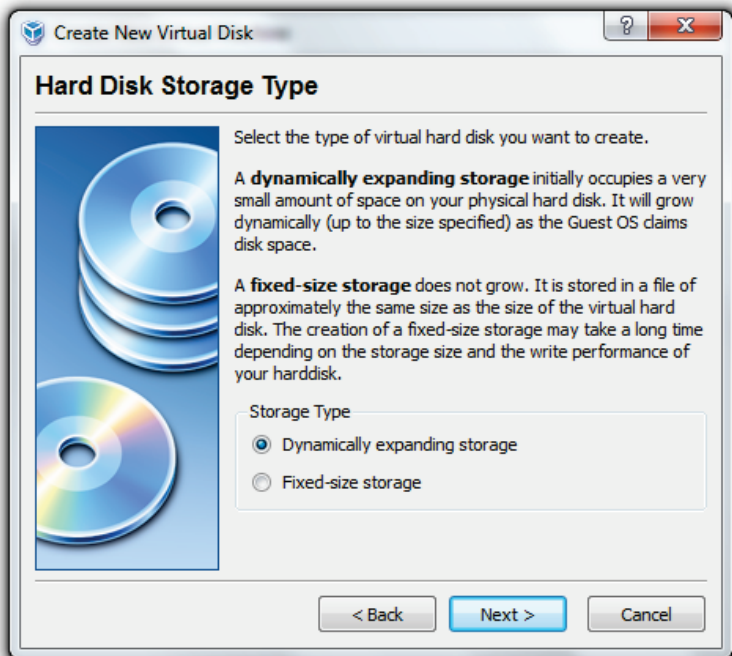 Create New Virtual Disk
Hard Disk Storage Type
Select the type of virtual hard disk you want to create.
A dynamically expanding storage initially occupies a very
small amount of space on your physical hard disk. It will grow
dynamically (up to the size specified) as the Guest OS claims
disk space.
A fixed-size storage does not grow. It is stored in a file of
approximately the same size as the size of the virtual hard
disk. The creation of a fixed-size storage may take a long time
depending on the storage size and the write performance of
your harddisk.
Storage Type
Dynamically expanding storage
Fixed-size storage
< Back Next > Cancel